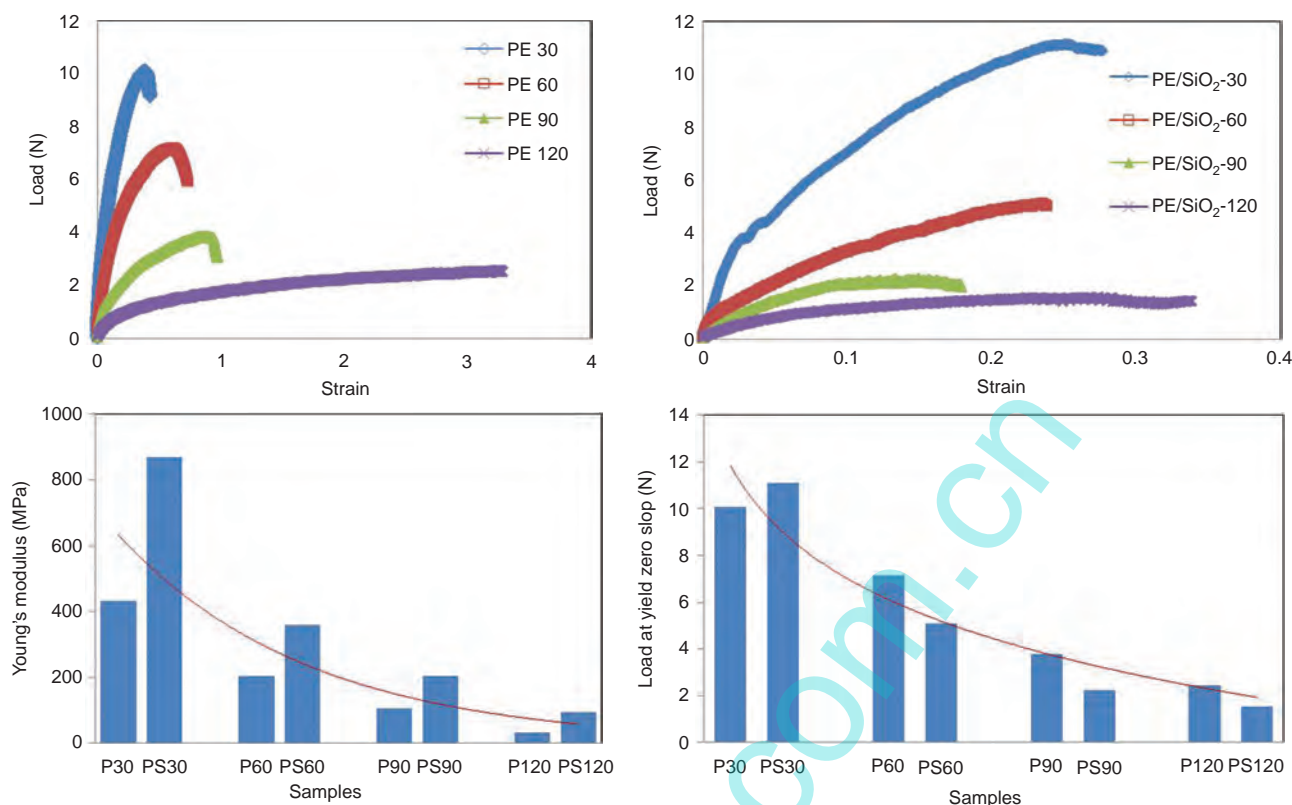 12
10
8
6
4
2
0
Load (N)
0
1
2
3
4
Strain
PE 30
PE 60
PE 90
PE 120
12
10
8
6
4
2
0
Load (N)
0
0.1
0.2
0.3
0.4
Strain
PE/SiO₂-30
PE/SiO₂-60
PE/SiO₂-90
PE/SiO₂-120
1000
800
600
400
200
0
Young's modulus (MPa)
P30 PS30 P60 PS60 P90 PS90 P120 PS120
Samples
14
12
10
8
6
4
2
0
Load at yield zero slop (N)
P30 PS30 P60 PS60 P90 PS90 P120 PS120
Samples
com.cn